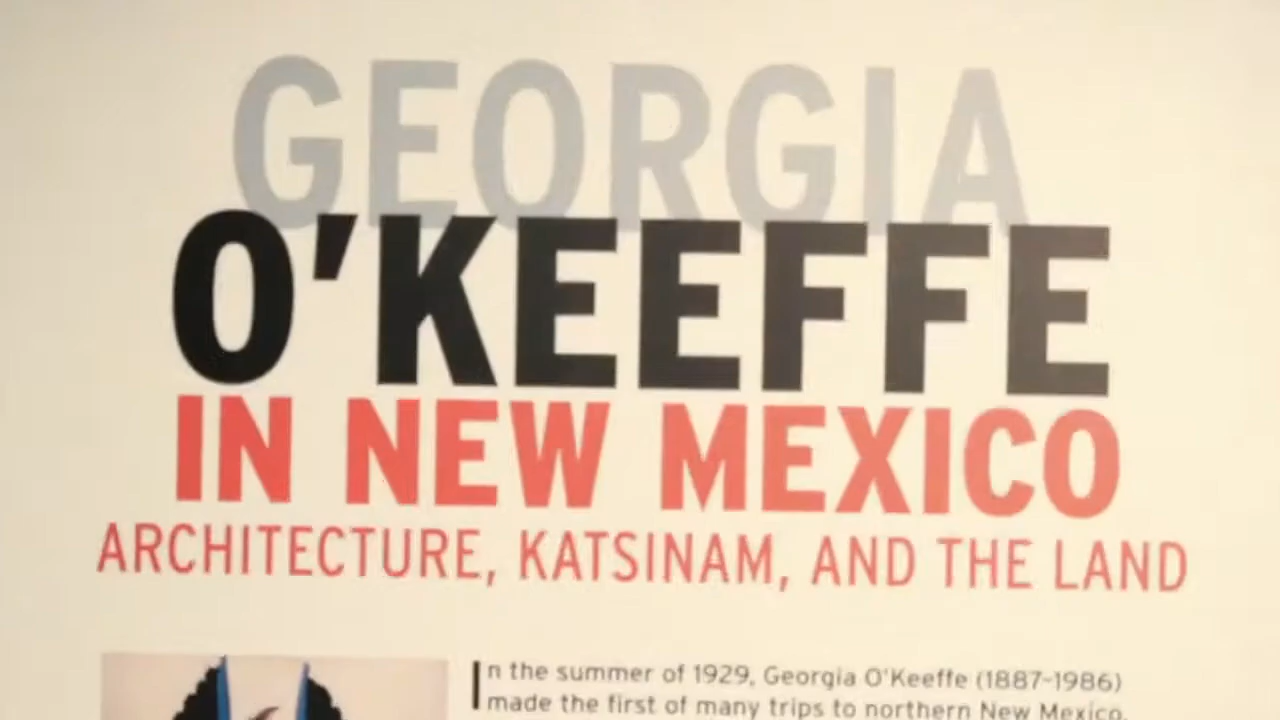 GEORGIA
O'KEEFFE
IN NEW MEXICO
ARCHITECTURE, KATSINAM, AND THE LAND
In the summer of 1929, Georgia O'Keeffe (1887-1986)
made the first of many trips to northern New Mexico.